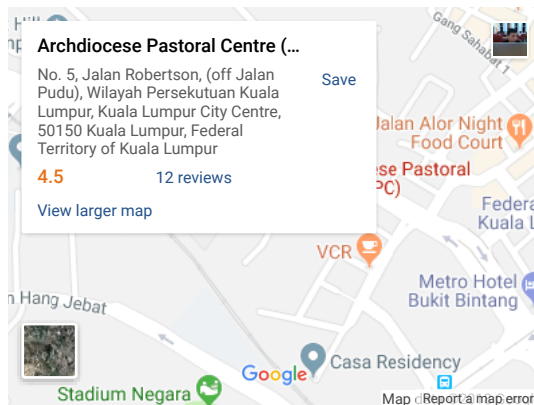 Archdiocese Pastoral Centre (...
No. 5, Jalan Robertson, (off Jalan
Pudu), Wilayah Persekutuan Kuala
Lumpur, Kuala Lumpur City Centre,
50150 Kuala Lumpur, Federal
Territory of Kuala Lumpur
Save
4.5
12 reviews
View larger map
Gang Sahabat 1
Jalan Alor Night
Food Court
ese Pastoral
PC)
Federa
Kuala L
VCR
Metro Hotel
Bukit Bintang
n Hang Jebat
Google
Casa Residency
Stadium Negara
Map d
Report a map error